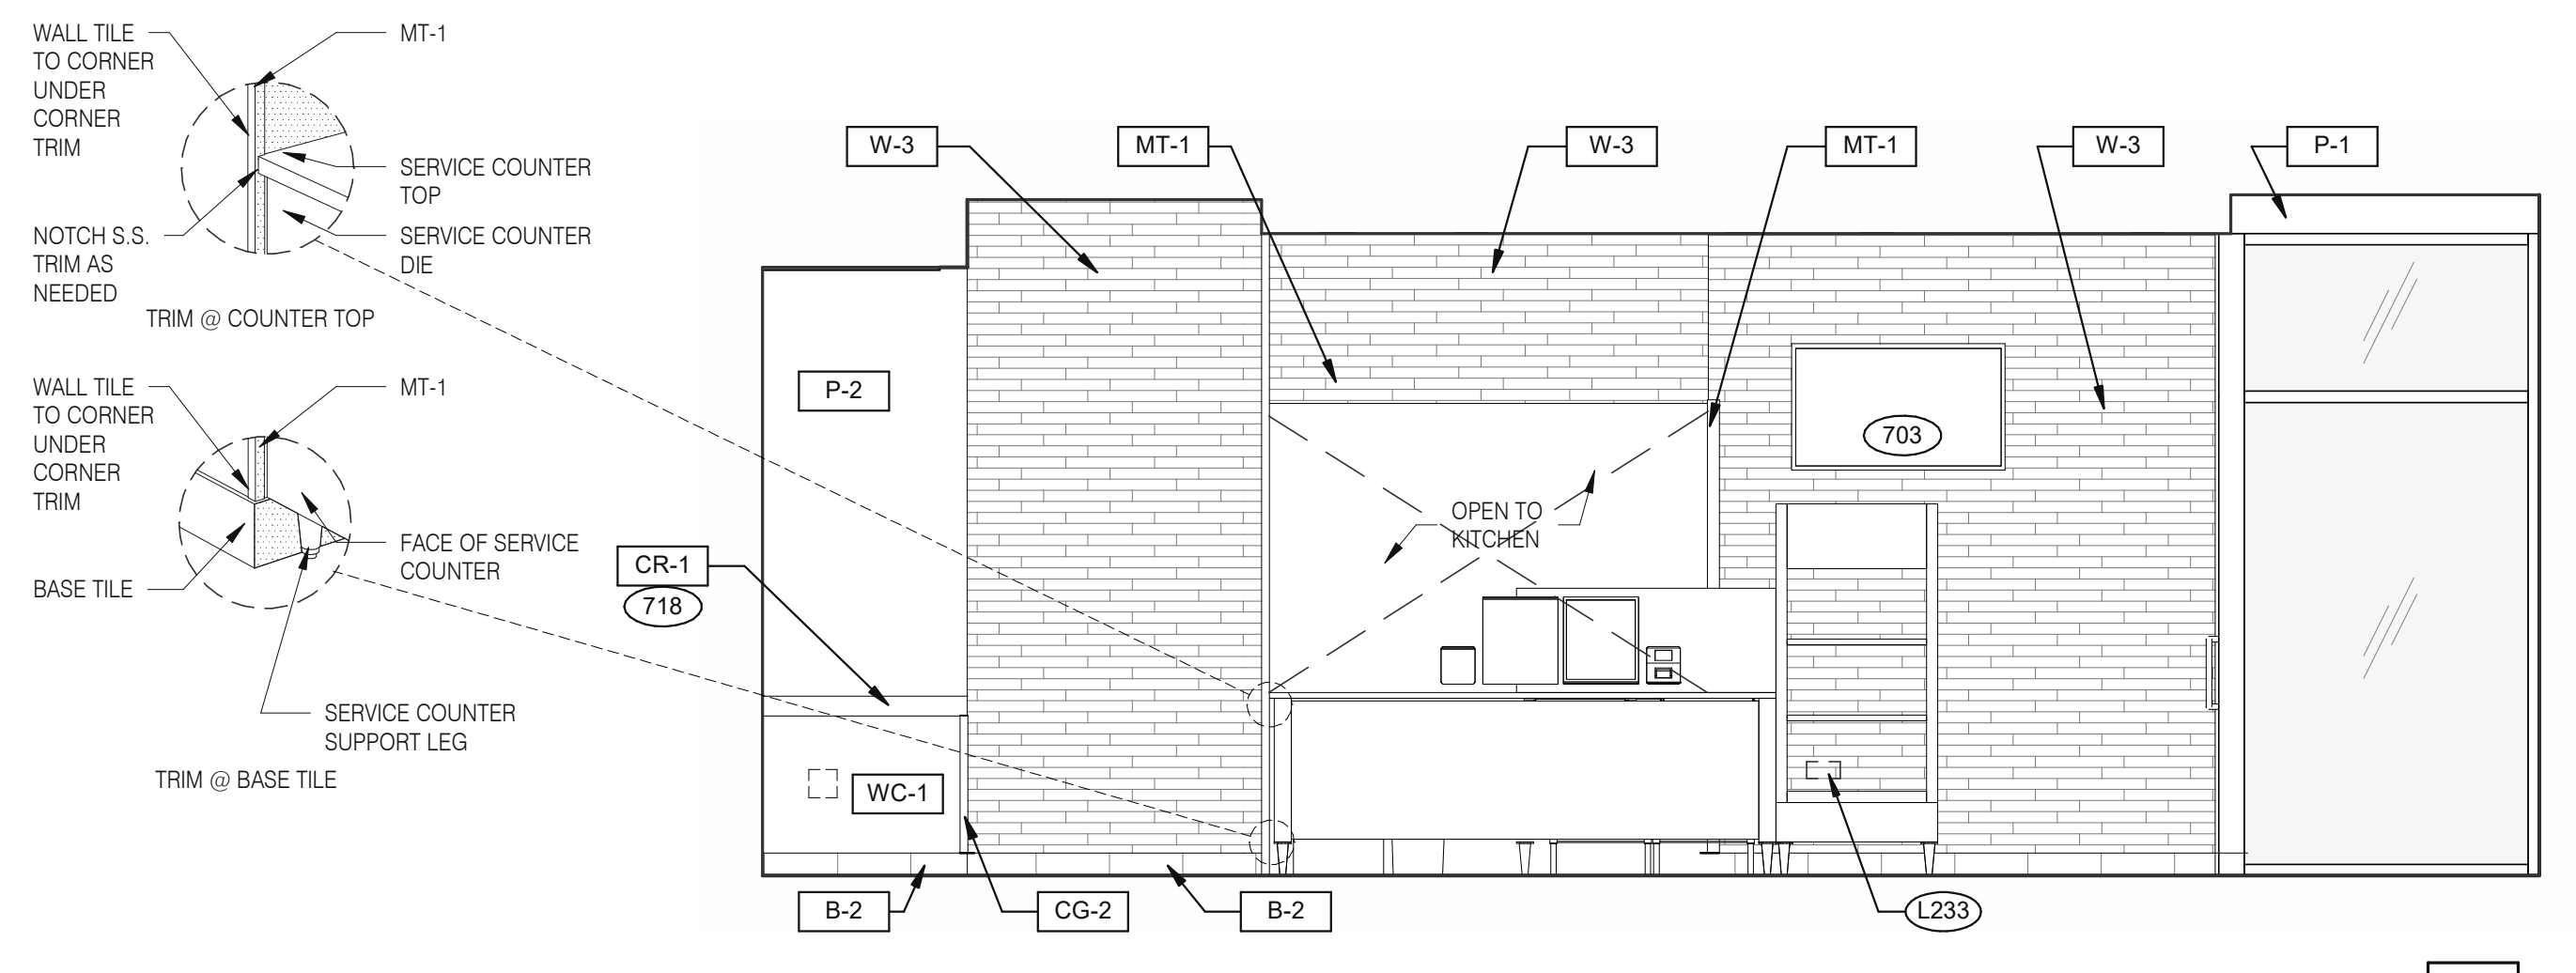 WALL TILE
TO CORNER
UNDER
CORNER
TRIM
MT-1
SERVICE COUNTER
TOP
NOTCH S.S.
TRIM AS
NEEDED
SERVICE COUNTER
DIE
TRIM @ COUNTER TOP
WALL TILE
TO CORNER
UNDER
CORNER
TRIM
MT-1
FACE OF SERVICE
COUNTER
BASE TILE
SERVICE COUNTER
SUPPORT LEG
TRIM @ BASE TILE
W-3
MT-1
W-3
MT-1
W-3
P-1
P-2
703
OPEN TO
KITCHEN
CR-1
718
WC-1
B-2
CG-2
B-2
L233